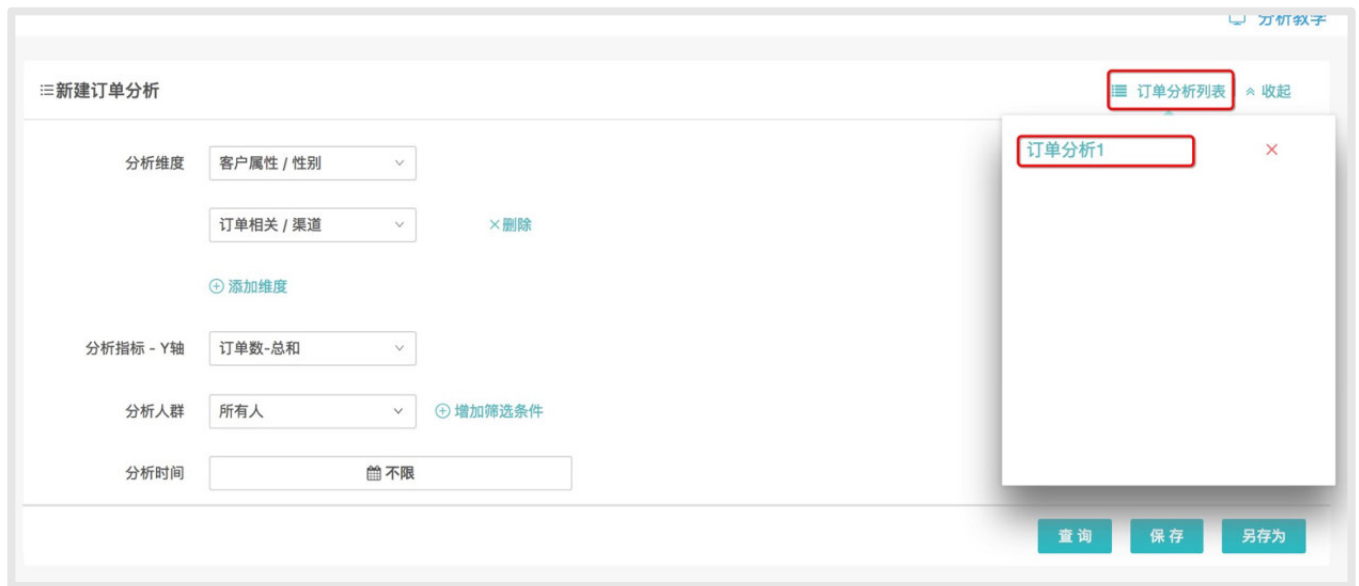 分析教学
新建订单分析
订单分析列表
收起
订单分析1
分析维度
客户属性 / 性别
订单相关 / 渠道
×删除
添加维度
分析指标 - Y轴
订单数-总和
分析人群
所有人
增加筛选条件
分析时间
不限
查询
保存
另存为